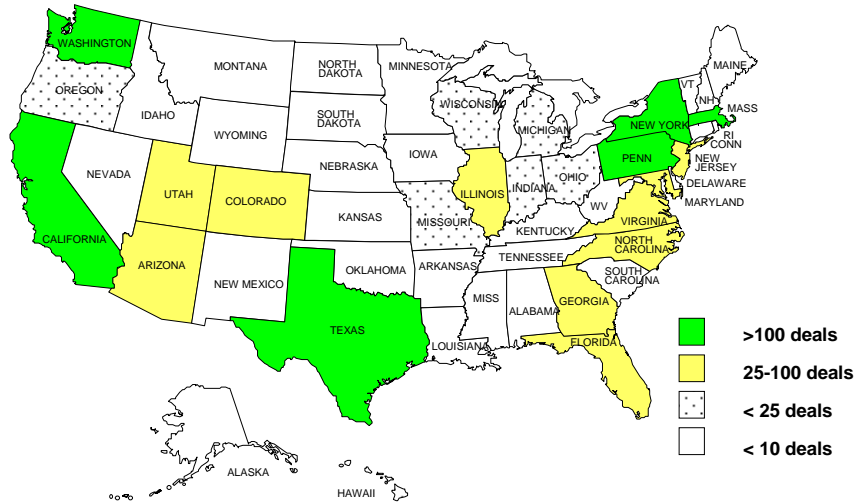 WASHINGTON
OREGON
CALIFORNIA
NEVADA
IDAHO
MONTANA
WYOMING
UTAH
COLORADO
ARIZONA
NEW MEXICO
NORTH
DAKOTA
SOUTH
DAKOTA
NEBRASKA
KANSAS
OKLAHOMA
TEXAS
MINNESOTA
IOWA
MISSOURI
ARKANSAS
LOUISIANA
WISCONSIN
ILLINOIS
MICHIGAN
INDIANA
OHIO
KENTUCKY
TENNESSEE
MISS
ALABAMA
GEORGIA
FLORIDA
SOUTH
CAROLINA
NORTH
CAROLINA
VIRGINIA
WV
PENN
NEW YORK
VT
NH
MAINE
MASS
RI
CONN
NEW
JERSEY
DELAWARE
MARYLAND
ALASKA
HAWAII
>100 deals
25-100 deals
< 25 deals
< 10 deals